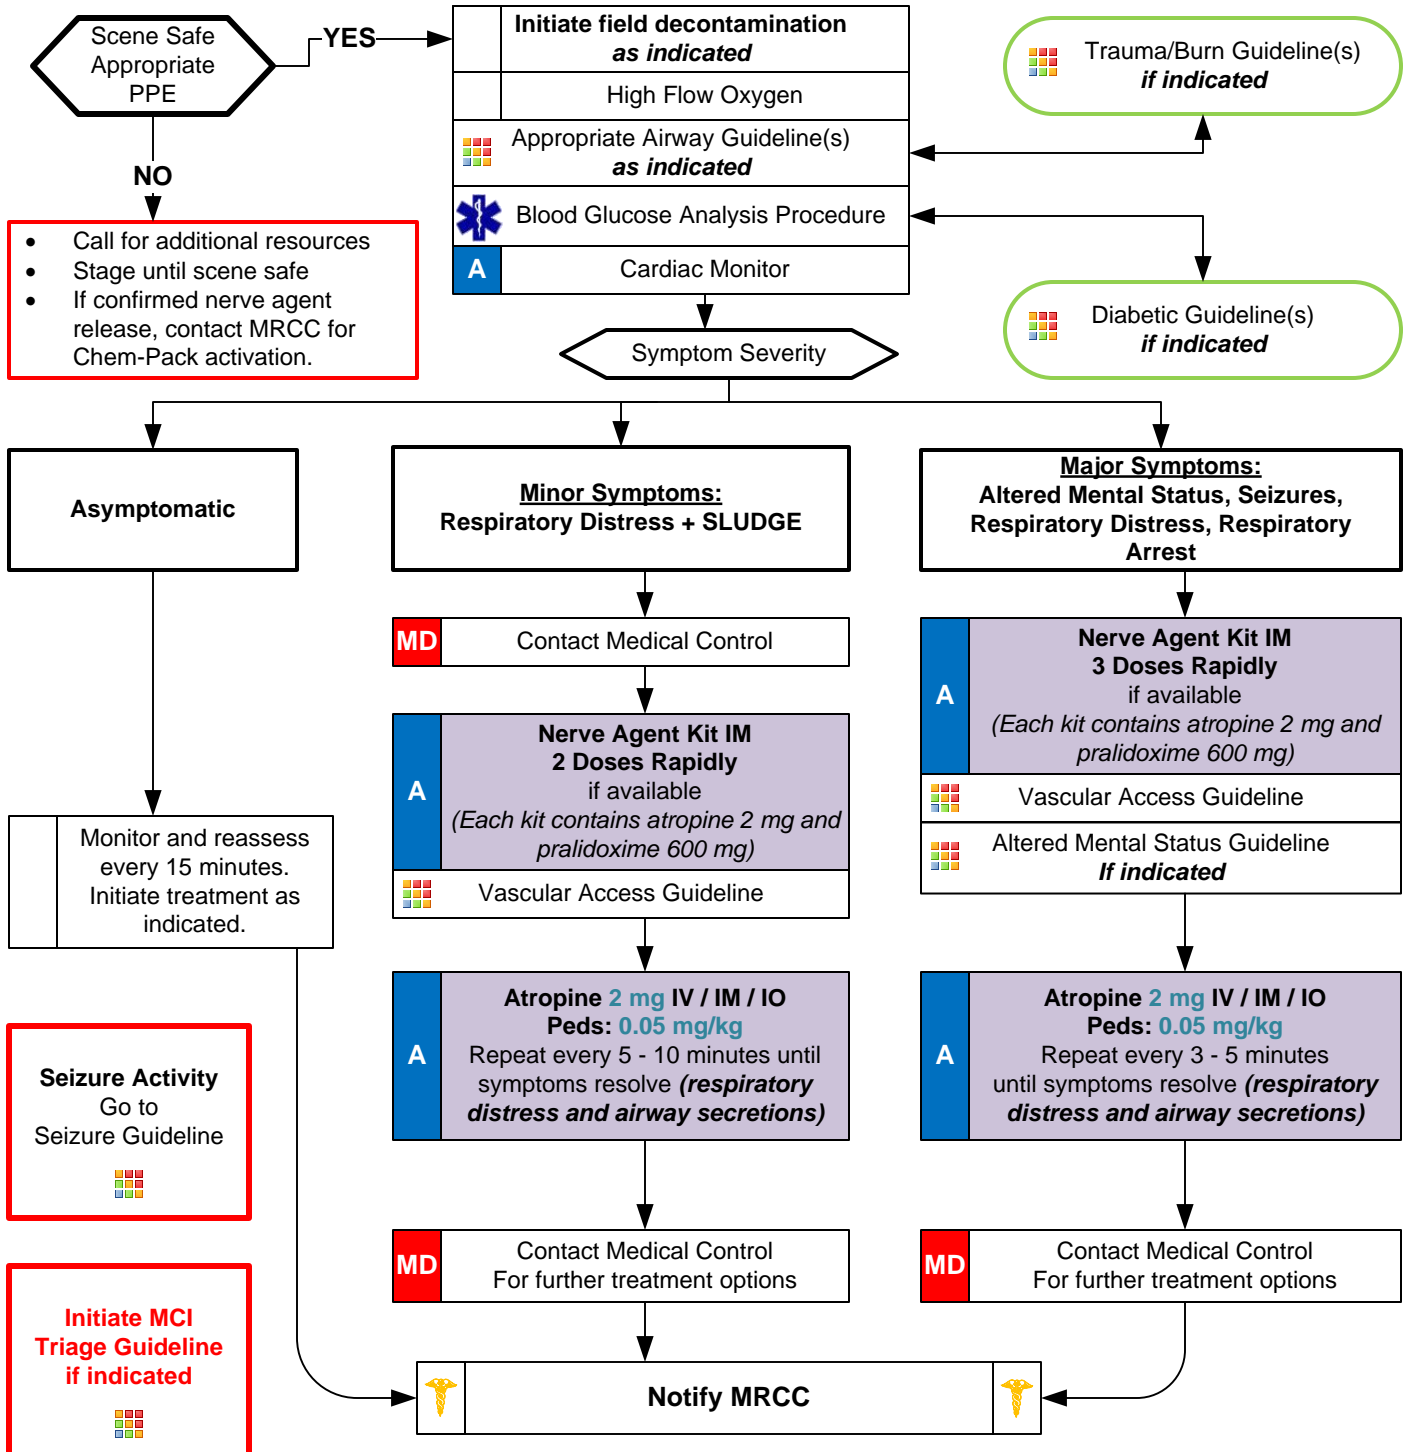 Scene Safe
Appropriate
PPE
YES
NO
Initiate field decontamination
as indicated
High Flow Oxygen
Appropriate Airway Guideline(s)
as indicated
Blood Glucose Analysis Procedure
A
Cardiac Monitor
Trauma/Burn Guideline(s)
if indicated
Diabetic Guideline(s)
if indicated
• Call for additional resources
• Stage until scene safe
• If confirmed nerve agent
release, contact MRCC for
Chem-Pack activation.
Symptom Severity
Asymptomatic
Minor Symptoms:
Respiratory Distress + SLUDGE
Major Symptoms:
Altered Mental Status, Seizures,
Respiratory Distress, Respiratory
Arrest
Monitor and reassess
every 15 minutes.
Initiate treatment as
indicated.
MD
Contact Medical Control
A
Nerve Agent Kit IM
2 Doses Rapidly
if available
(Each kit contains atropine 2 mg and
pralidoxime 600 mg)
Vascular Access Guideline
A
Atropine 2 mg IV / IM / IO
Peds: 0.05 mg/kg
Repeat every 5 - 10 minutes until
symptoms resolve (respiratory
distress and airway secretions)
MD
Contact Medical Control
For further treatment options
A
Nerve Agent Kit IM
3 Doses Rapidly
if available
(Each kit contains atropine 2 mg and
pralidoxime 600 mg)
Vascular Access Guideline
Altered Mental Status Guideline
If indicated
A
Atropine 2 mg IV / IM / IO
Peds: 0.05 mg/kg
Repeat every 3 - 5 minutes
until symptoms resolve (respiratory
distress and airway secretions)
MD
Contact Medical Control
For further treatment options
Seizure Activity
Go to
Seizure Guideline
Initiate MCI
Triage Guideline
if indicated
Notify MRCC